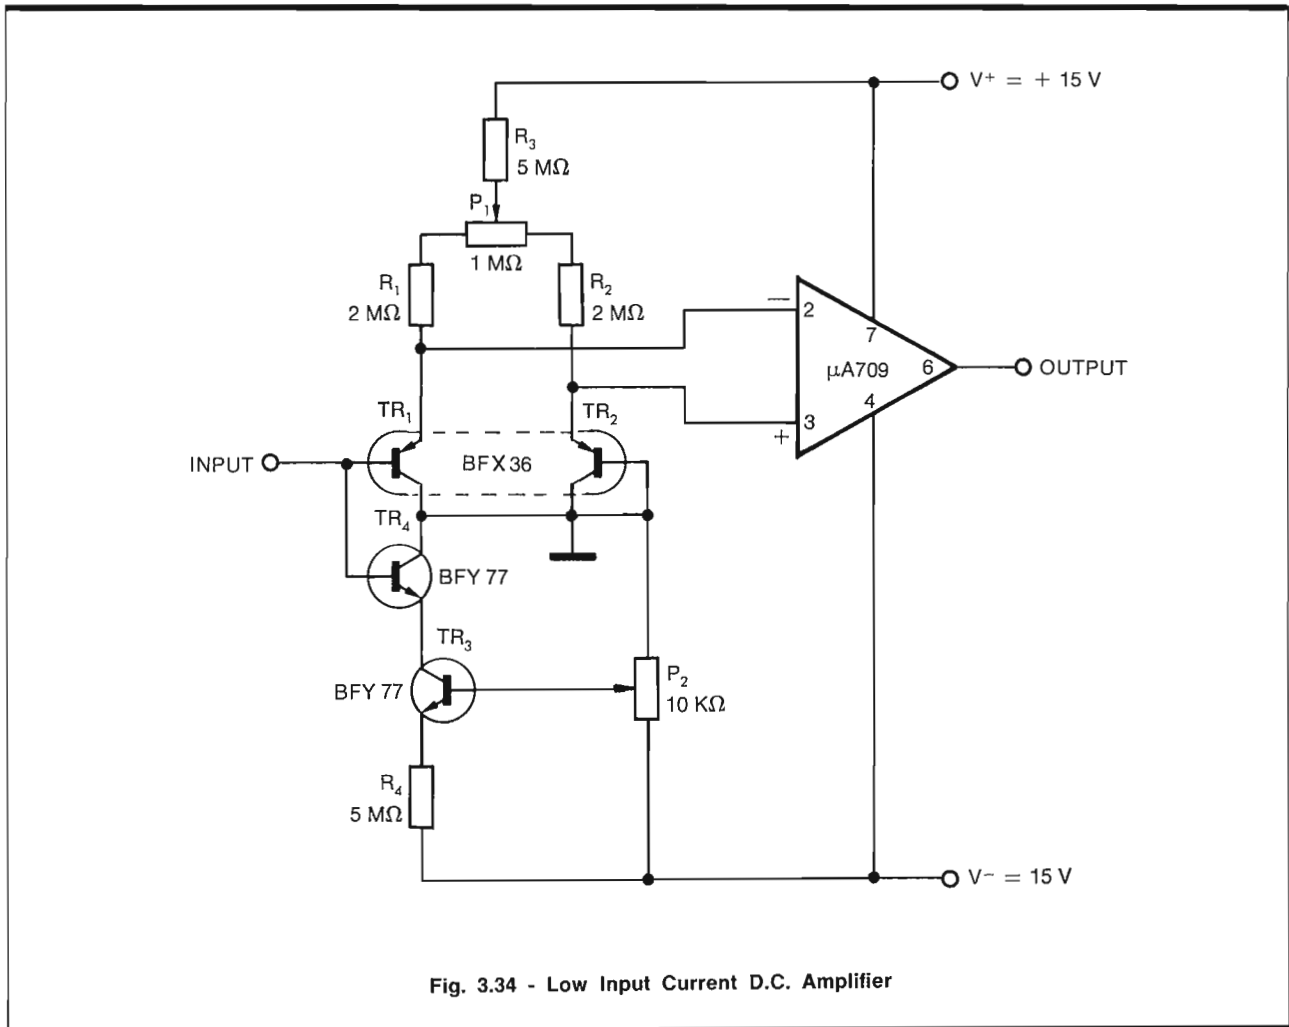 V+ = + 15 V
R3
5 MΩ
P1
1 MΩ
R1
2 MΩ
R2
2 MΩ
−
2
7
µA709
6
OUTPUT
4
3
+
TR1
TR2
INPUT
BFX 36
TR4
BFY 77
TR3
BFY 77
P2
10 KΩ
R4
5 MΩ
V− = 15 V
Fig. 3.34 - Low Input Current D.C. Amplifier